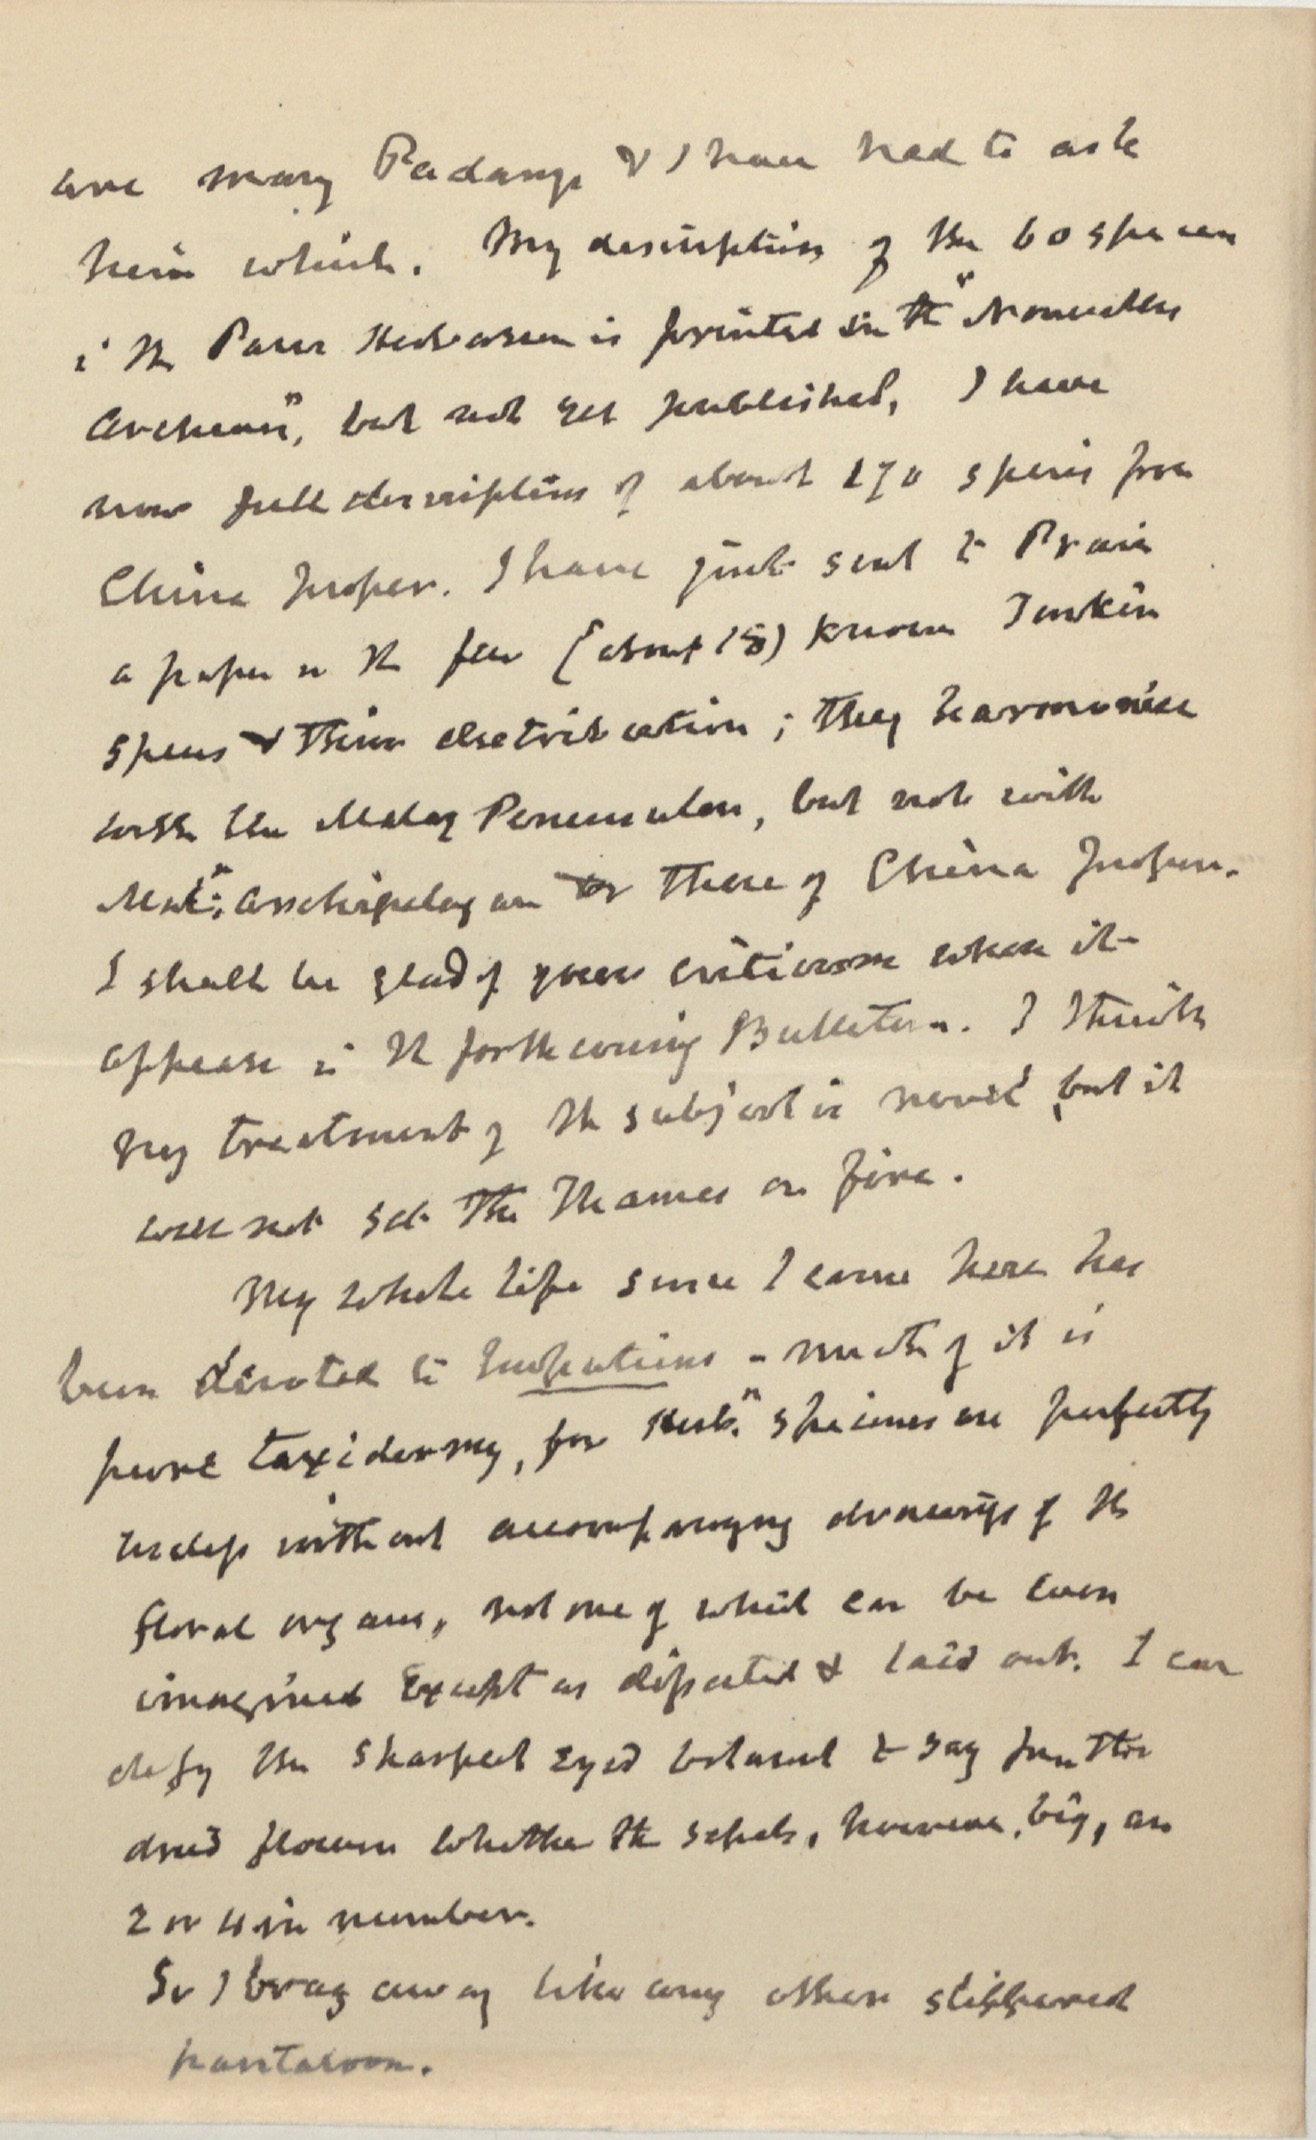 are many Padangs & I have had to ask
him which. My description of the 60 species
in the Paris Herbarium is printed in the "Nouvelles
Archives", but not yet published, I have
now full descriptions of about 170 species from
China proper. I have just sent to Prain
a paper on the few (about 18) known Tonkin
species & their distribution; they harmonise
with the Malay Peninsula, but not with
Mal:n Archipelago or those of China proper.
I shall be glad of your criticism when it
appears in the forthcoming Bulletin. I think
my treatment of the subject is novel, but it
will not set the Thames on fire.
My whole life since I came here has
been devoted to Impatiens - much of it is
pure taxidermy, for Herb:m specimens are perfectly
useless without accompanying drawings of the
floral organs, not one of which can be even
imagined except as dissected & laid out. I can
defy the sharpest eyed botanist to say from the
dried flowers whether the sepals, however big, are
2 or 4 in number.
So I brag away like any other slippered
pantaloon.